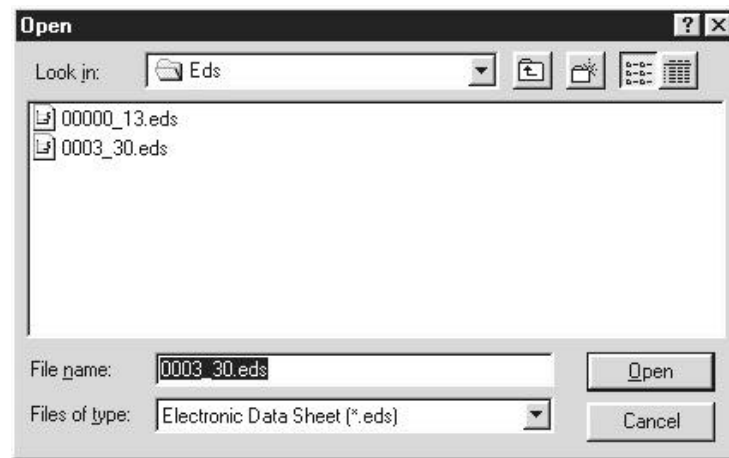 Open
Look in: Eds
00000_13.eds
0003_30.eds
File name: 0003_30.eds Open
Files of type: Electronic Data Sheet (*.eds) Cancel